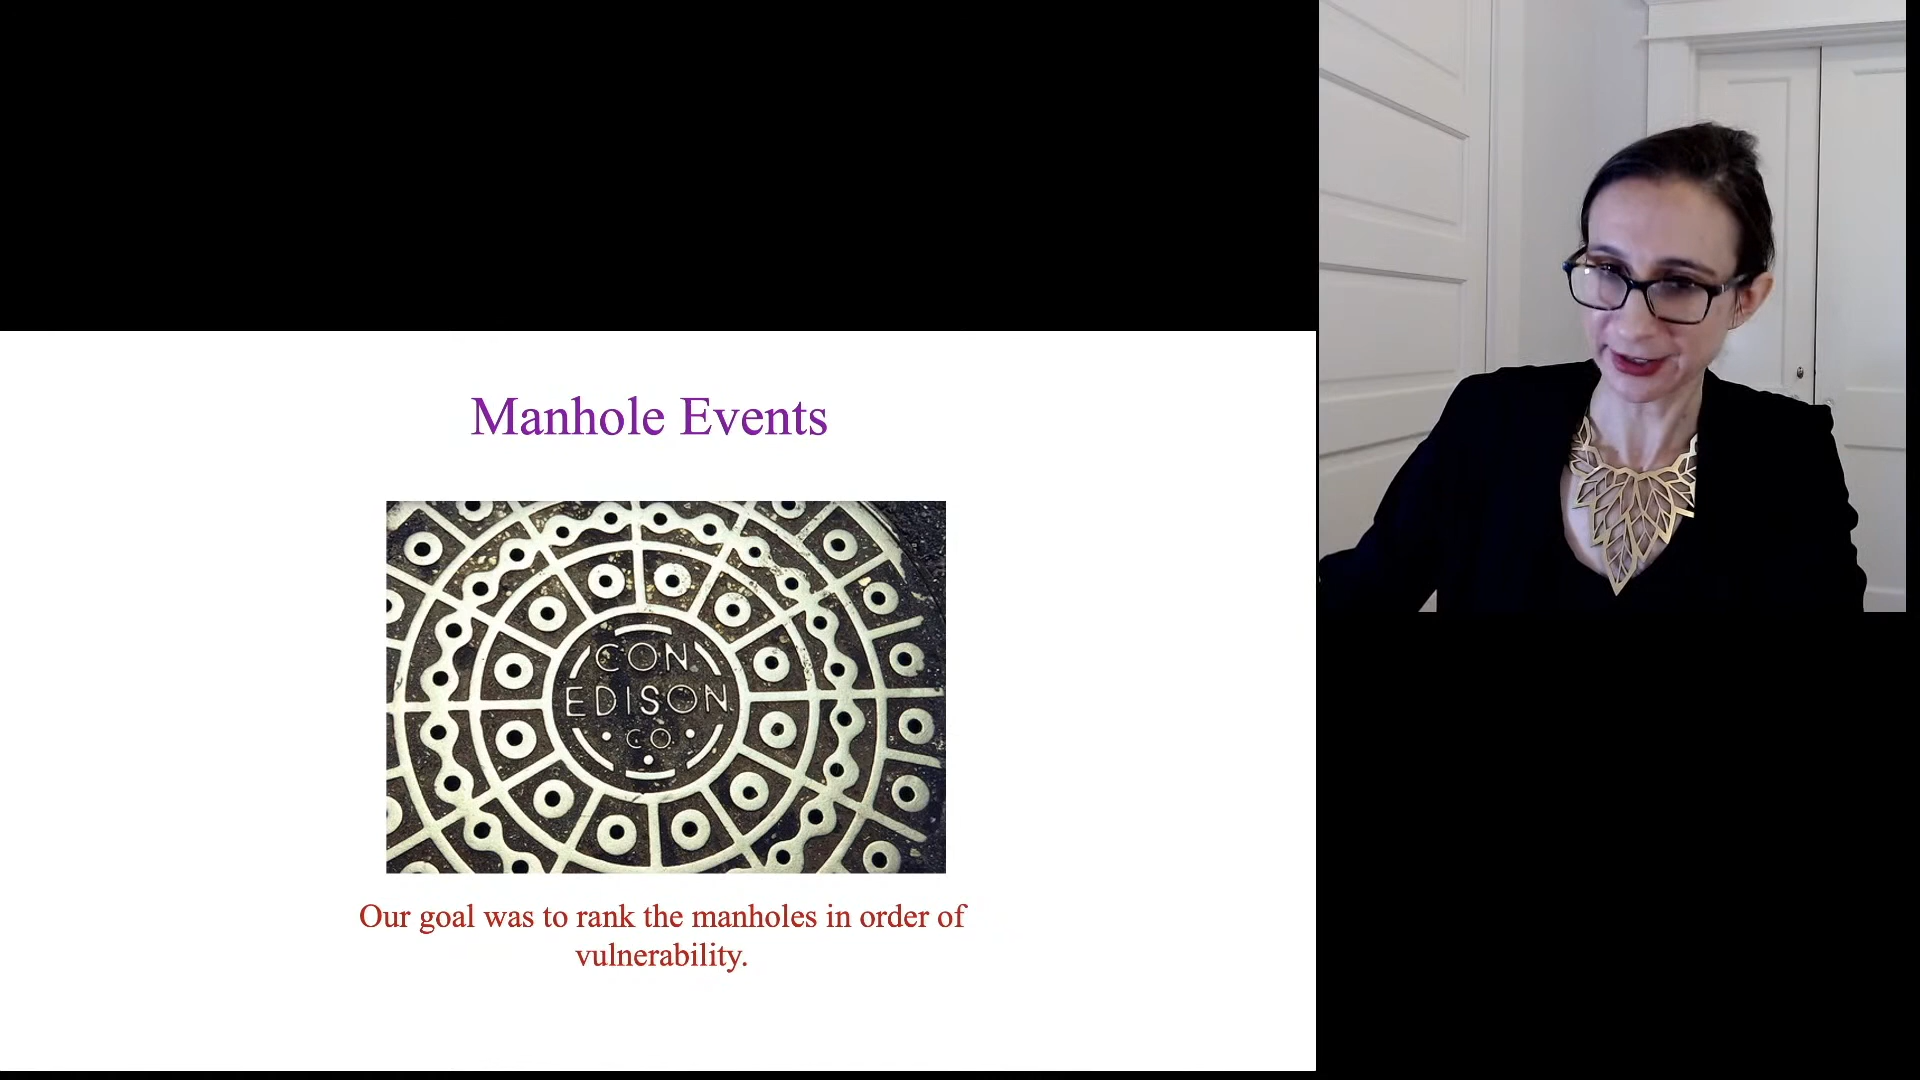 Manhole Events
CON
EDISON
CO
Our goal was to rank the manholes in order of
vulnerability.